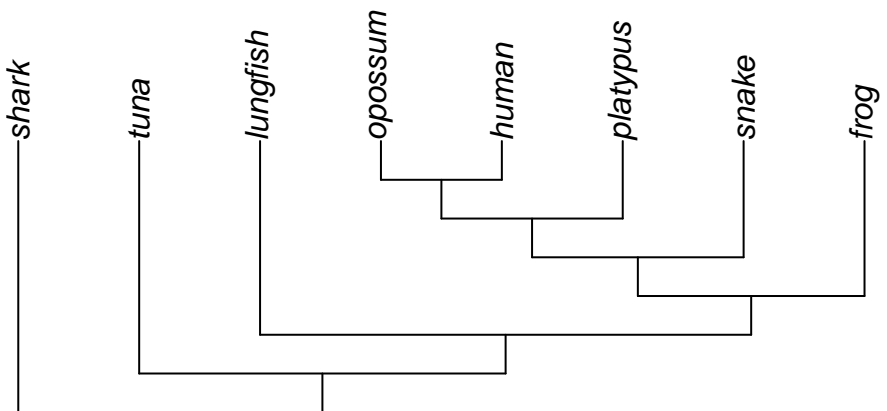 shark
tuna
lungfish
opossum
human
platypus
snake
frog